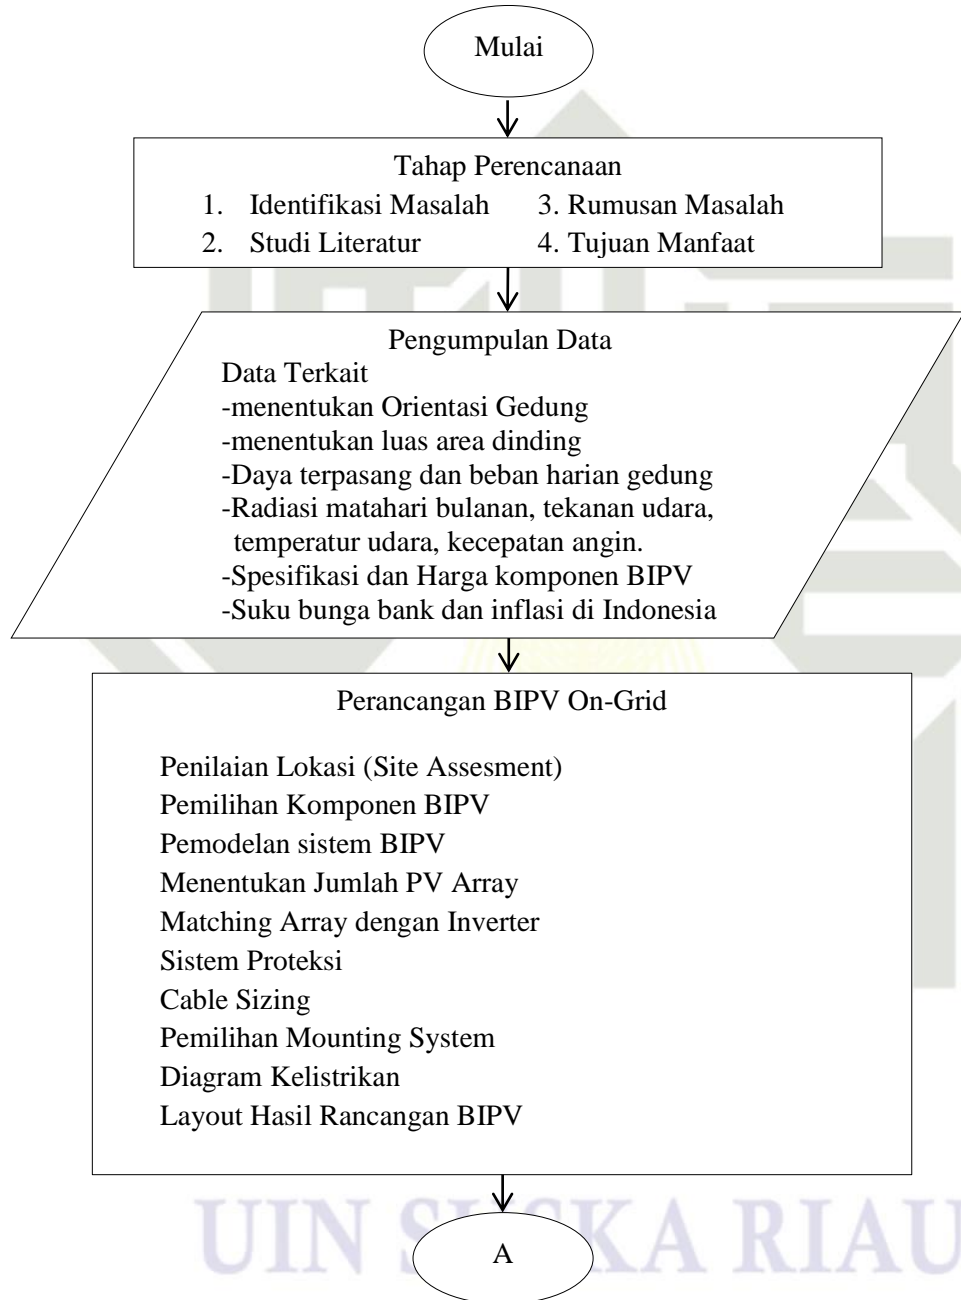 Mulai
Tahap Perencanaan
1. Identifikasi Masalah 3. Rumusan Masalah
2. Studi Literatur 4. Tujuan Manfaat
Pengumpulan Data
Data Terkait
-menentukan Orientasi Gedung
-menentukan luas area dinding
-Daya terpasang dan beban harian gedung
-Radiasi matahari bulanan, tekanan udara,
temperatur udara, kecepatan angin.
-Spesifikasi dan Harga komponen BIPV
-Suku bunga bank dan inflasi di Indonesia
Perancangan BIPV On-Grid
Penilaian Lokasi (Site Assesment)
Pemilihan Komponen BIPV
Pemodelan sistem BIPV
Menentukan Jumlah PV Array
Matching Array dengan Inverter
Sistem Proteksi
Cable Sizing
Pemilihan Mounting System
Diagram Kelistrikan
Layout Hasil Rancangan BIPV
UIN SUSKA RIAU
A